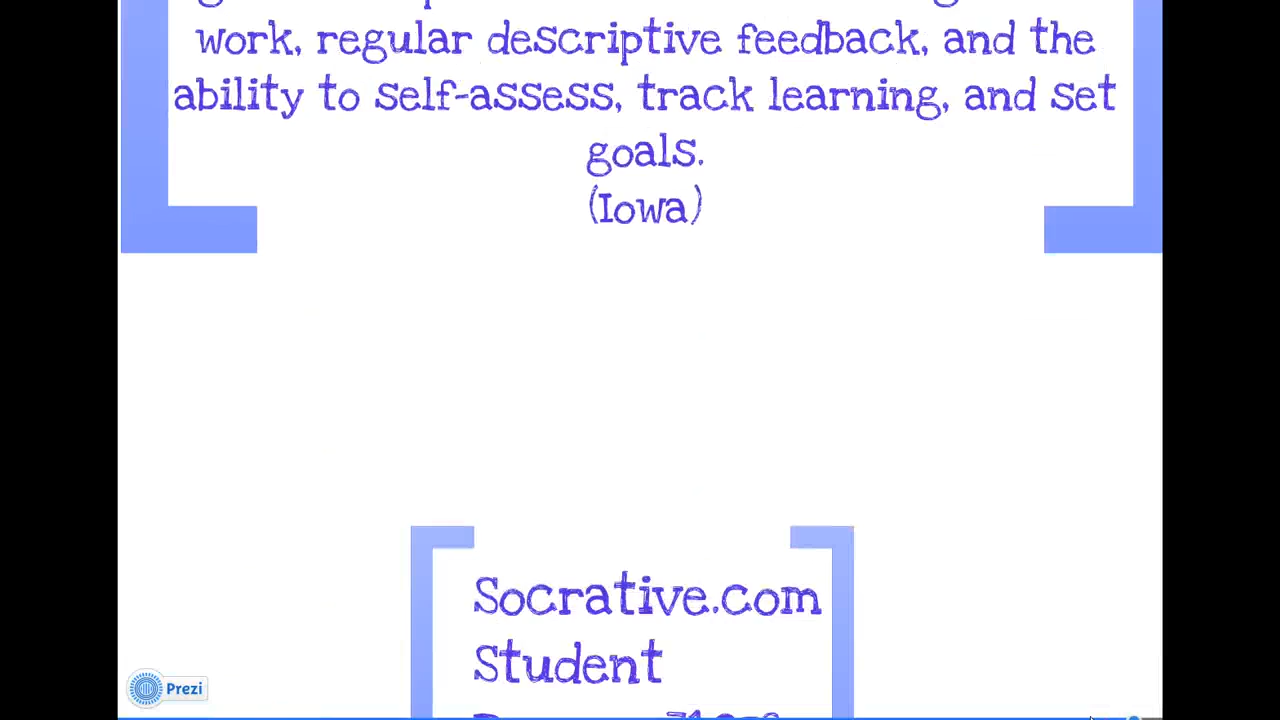 work, regular descriptive feedback, and the
ability to self-assess, track learning, and set
goals.
(Iowa)
Socrative.com
Student
Prezi